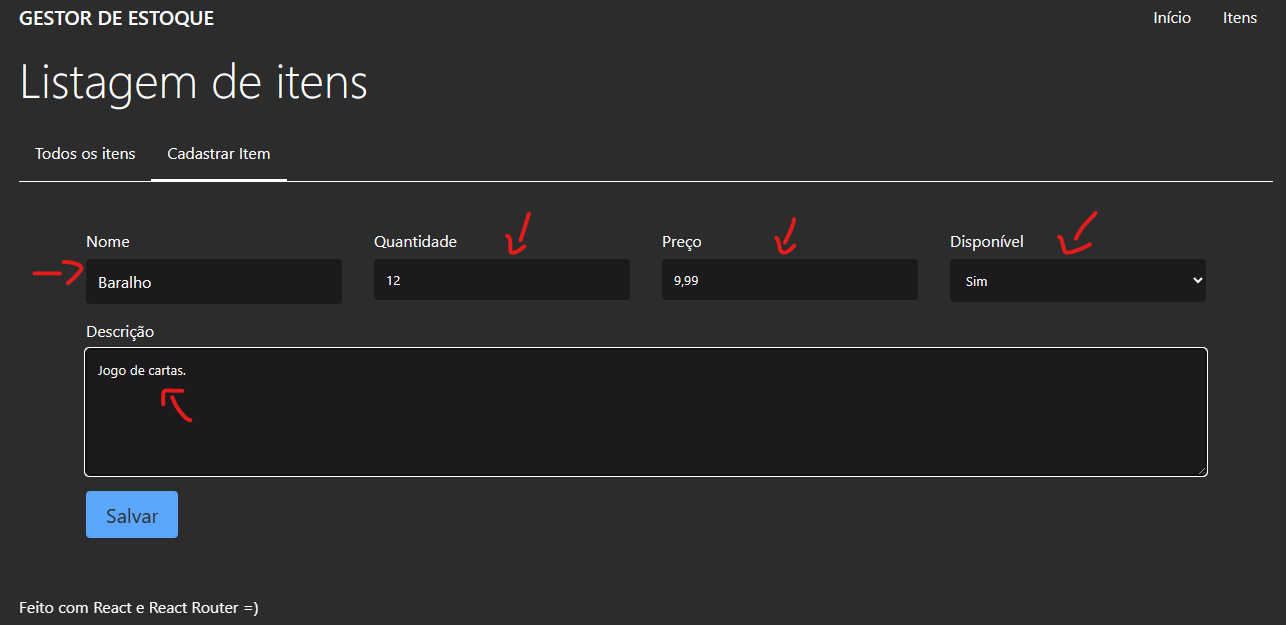 GESTOR DE ESTOQUE Início Itens
Listagem de itens
Todos os itens Cadastrar Item
Nome Quantidade Preço Disponível
Baralho 12 9,99 Sim
Descrição
Jogo de cartas.
Salvar
Feito com React e React Router =)